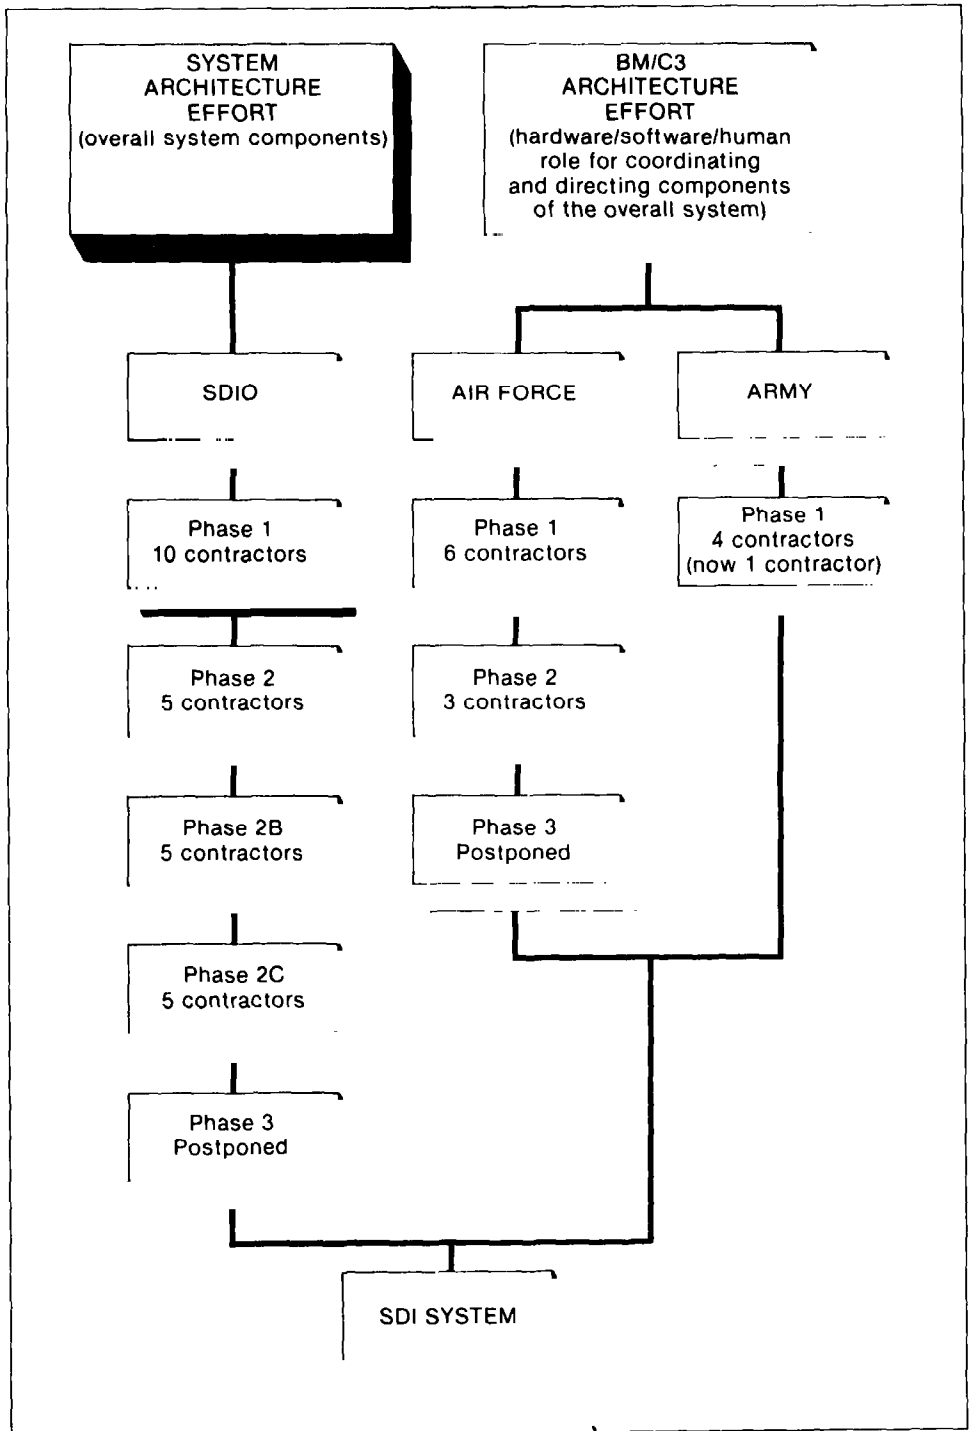 SYSTEM
ARCHITECTURE
EFFORT
(overall system components)
BM/C3
ARCHITECTURE
EFFORT
(hardware/software/human
role for coordinating
and directing components
of the overall system)
SDIO
AIR FORCE
ARMY
Phase 1
10 contractors
Phase 1
6 contractors
Phase 1
4 contractors
(now 1 contractor)
Phase 2
5 contractors
Phase 2
3 contractors
Phase 2B
5 contractors
Phase 3
Postponed
Phase 2C
5 contractors
Phase 3
Postponed
SDI SYSTEM